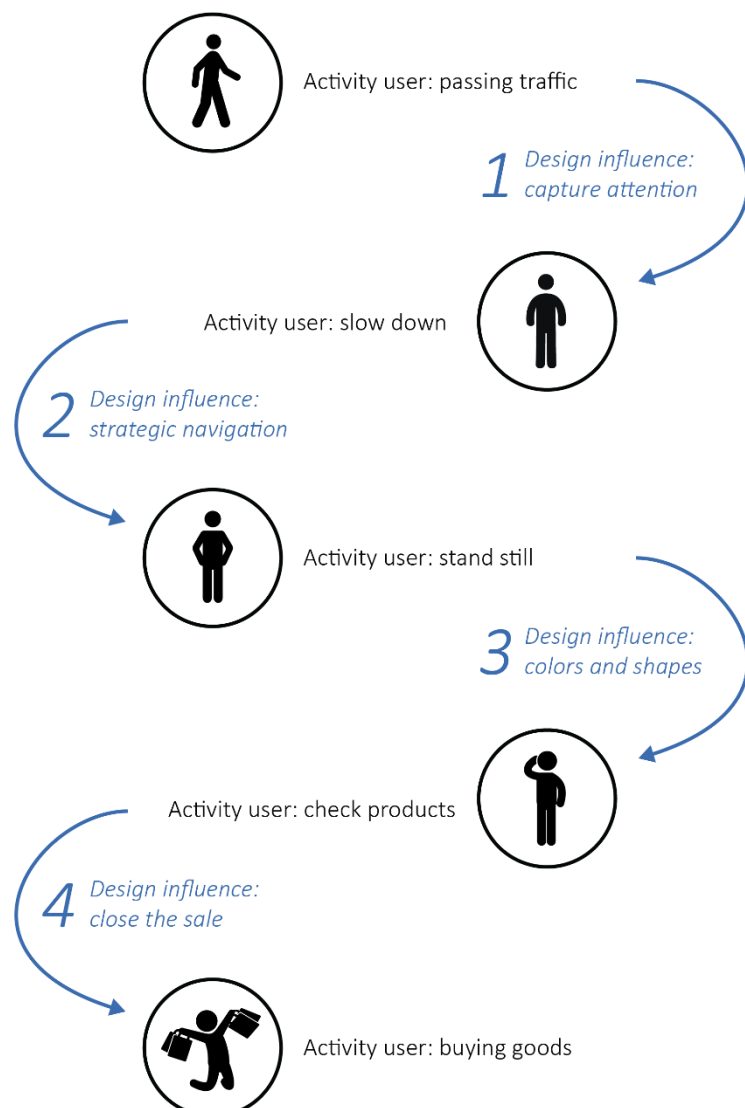 Activity user: passing traffic
1
Design influence:
capture attention
Activity user: slow down
2
Design influence:
strategic navigation
Activity user: stand still
3
Design influence:
colors and shapes
Activity user: check products
4
Design influence:
close the sale
Activity user: buying goods